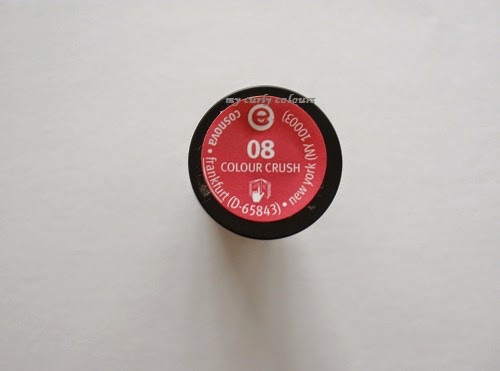 my curly colours
e
08
COLOUR CRUSH
cosnova • frankfurt (D-65843) • new york (NY 10003)